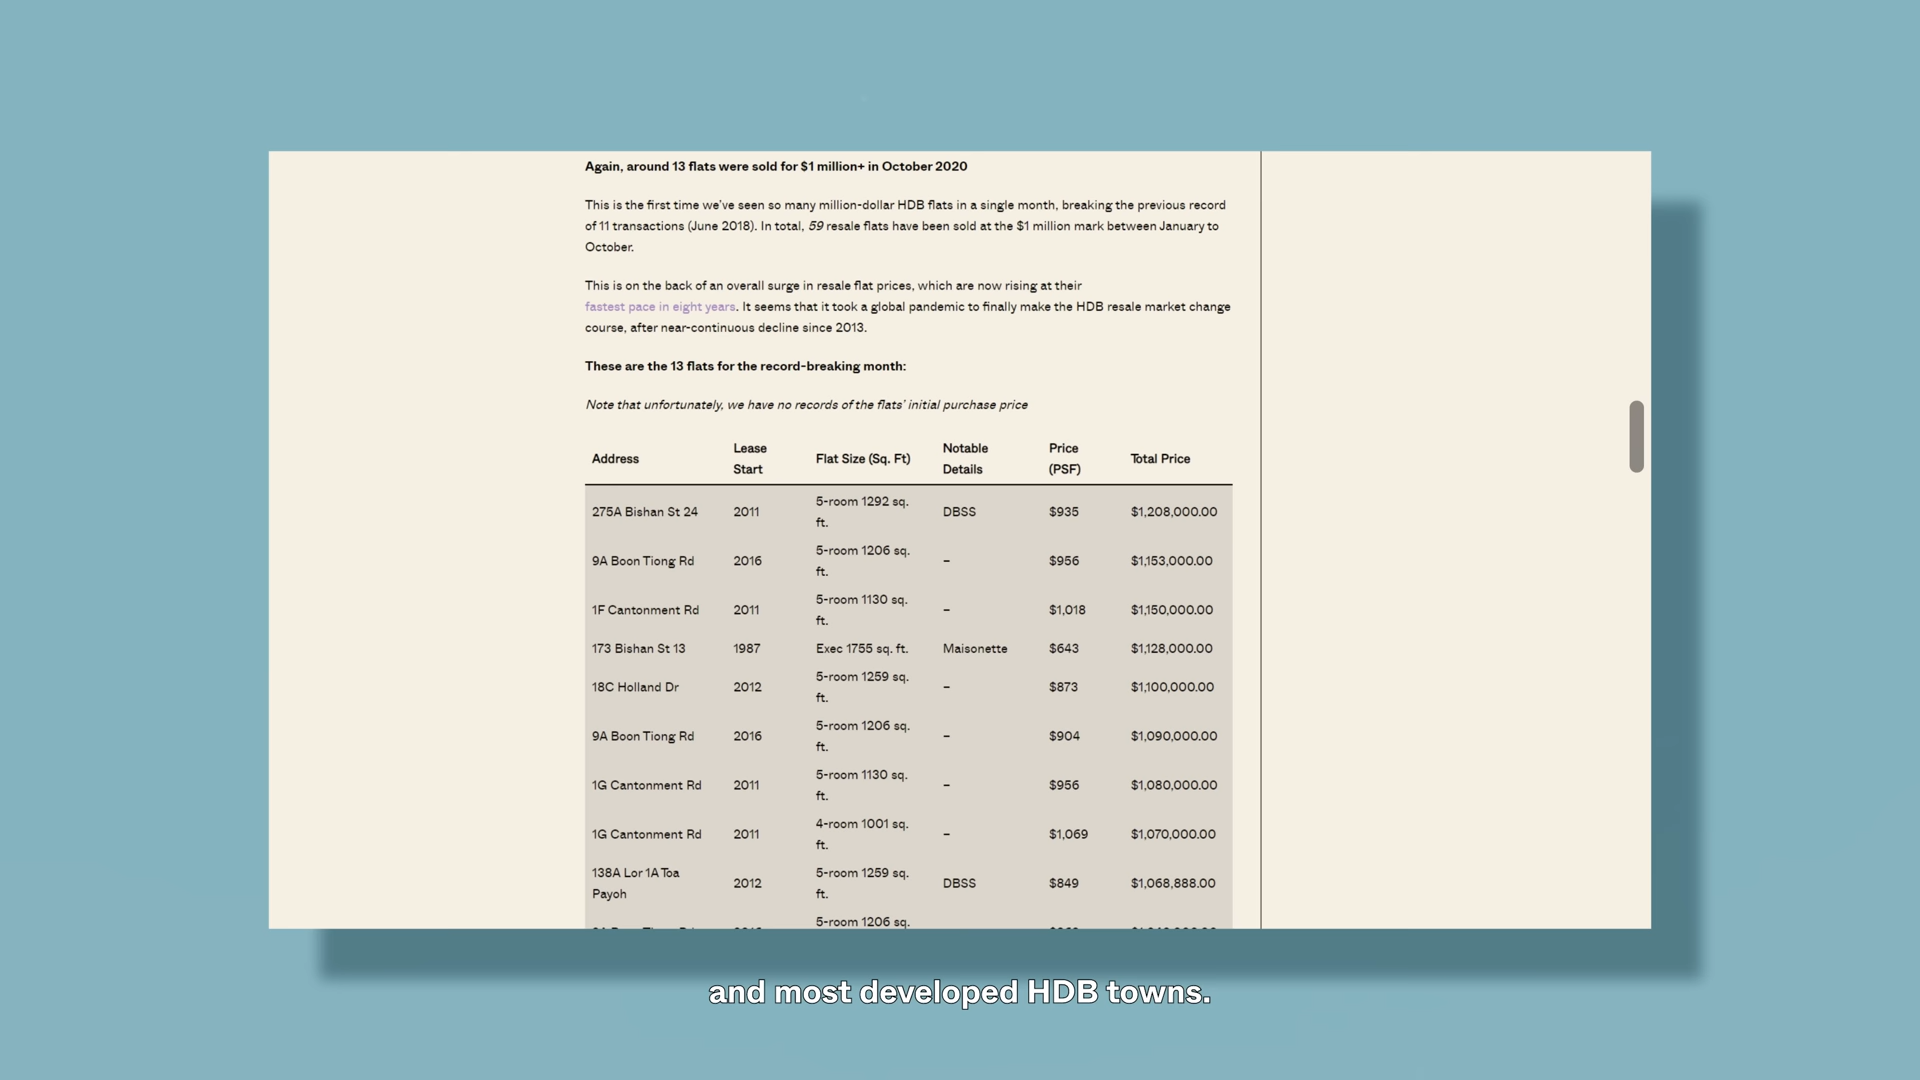 Again, around 13 flats were sold for $1 million+ in October 2020
This is the first time we've seen so many million-dollar HDB flats in a single month, breaking the previous record
of 11 transactions (June 2018). In total, 59 resale flats have been sold at the $1 million mark between January to
October.
This is on the back of an overall surge in resale flat prices, which are now rising at their
fastest pace in eight years. It seems that it took a global pandemic to finally make the HDB resale market change
course, after near-continuous decline since 2013.
These are the 13 flats for the record-breaking month:
Note that unfortunately, we have no records of the flats' initial purchase price
Address Lease Start Flat Size (Sq. Ft) Notable Details Price (PSF) Total Price
275A Bishan St 24 2011 5-room 1292 sq. ft. DBSS $935 $1,208,000.00
9A Boon Tiong Rd 2016 5-room 1206 sq. ft. – $956 $1,153,000.00
1F Cantonment Rd 2011 5-room 1130 sq. ft. – $1,018 $1,150,000.00
173 Bishan St 13 1987 Exec 1755 sq. ft. Maisonette $643 $1,128,000.00
18C Holland Dr 2012 5-room 1259 sq. ft. – $873 $1,100,000.00
9A Boon Tiong Rd 2016 5-room 1206 sq. ft. – $904 $1,090,000.00
1G Cantonment Rd 2011 5-room 1130 sq. ft. – $956 $1,080,000.00
1G Cantonment Rd 2011 4-room 1001 sq. ft. – $1,069 $1,070,000.00
138A Lor 1A Toa Payoh 2012 5-room 1259 sq. ft. DBSS $849 $1,068,888.00
5-room 1206 sq.
and most developed HDB towns.